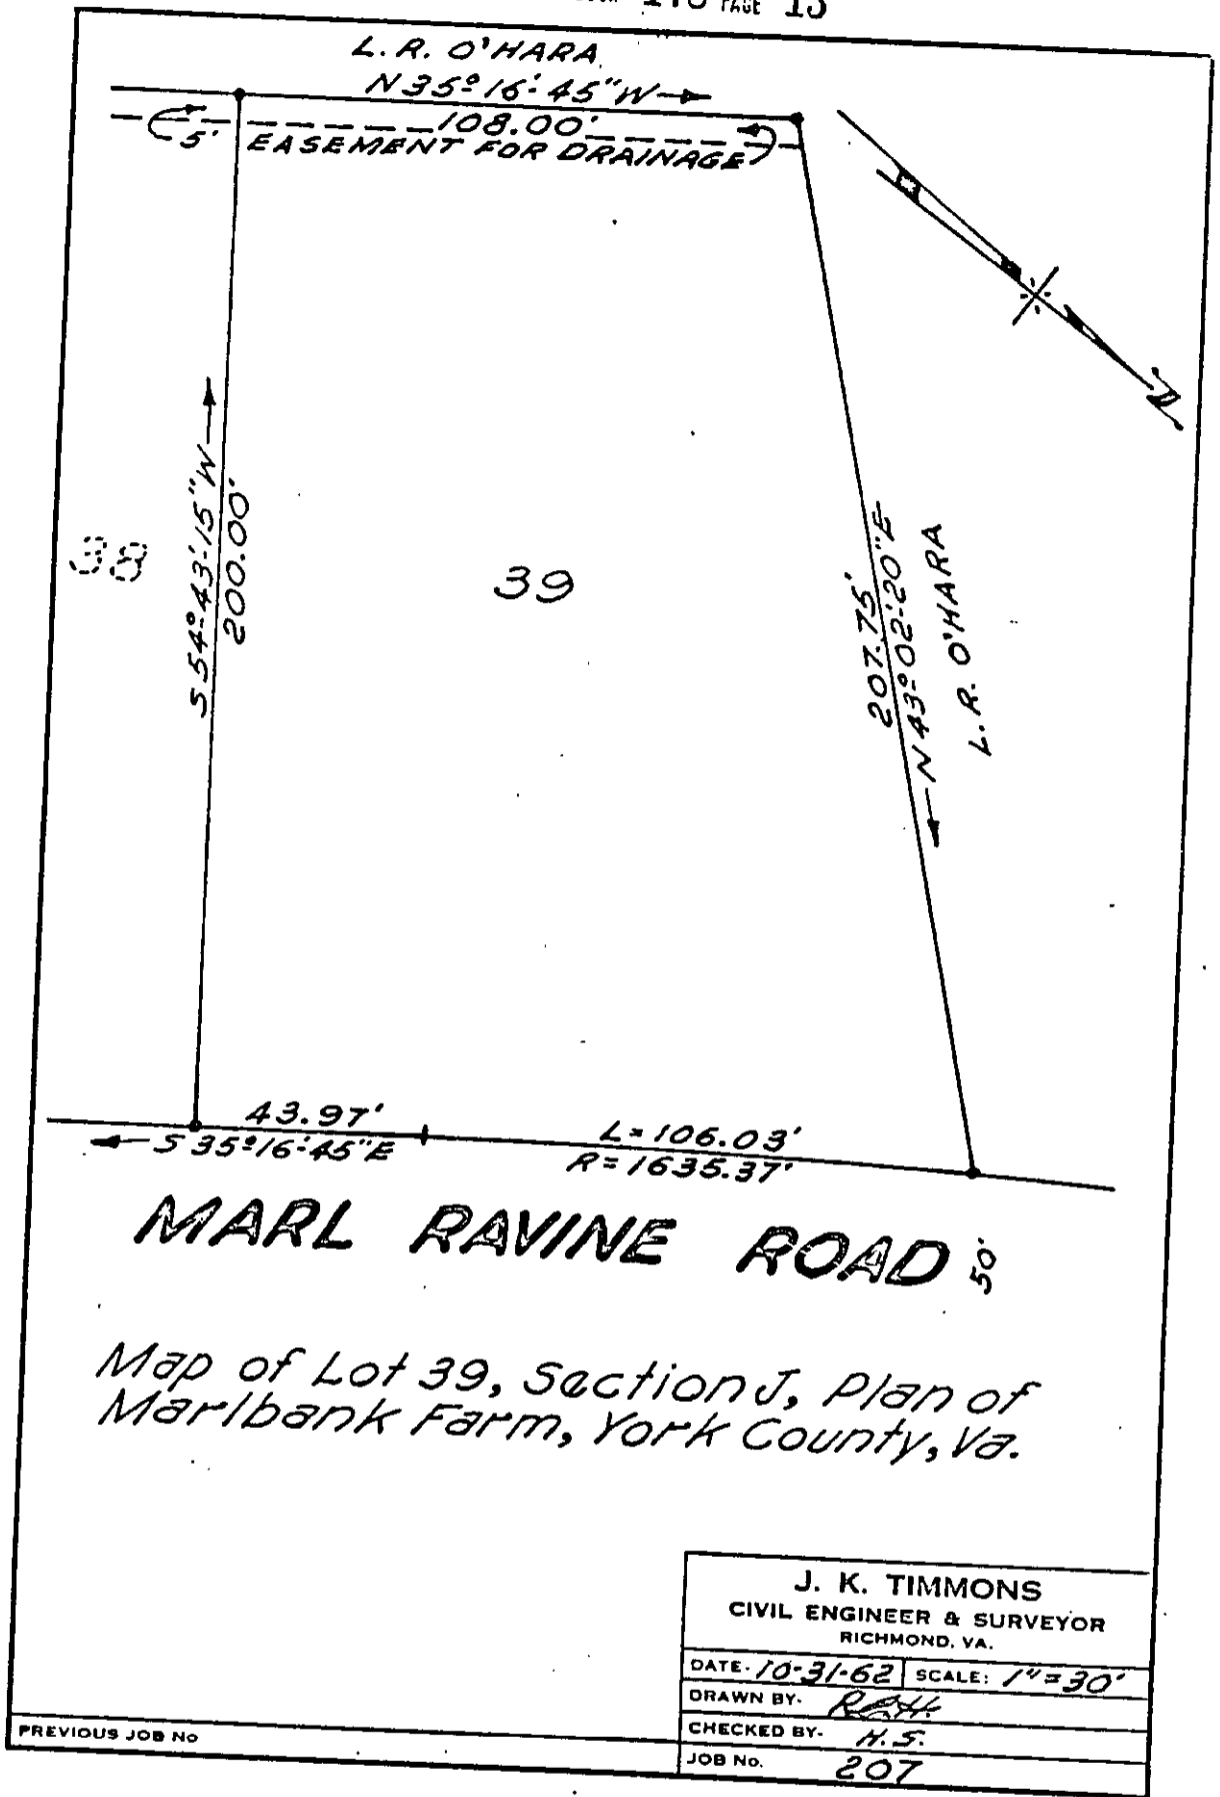 PAGE 15
L. R. O'HARA
N 35° 16' 45" W
108.00'
5' EASEMENT FOR DRAINAGE
N
S 54° 43' 15" W
200.00'
38
39
207.75'
N 43° 02' 20" E
L. R. O'HARA
43.97'
S 35° 16' 45" E
L = 106.03'
R = 1635.37'
MARL RAVINE ROAD 50'
Map of Lot 39, Section J, Plan of
Marlbank Farm, York County, Va.
J. K. TIMMONS
CIVIL ENGINEER & SURVEYOR
RICHMOND, VA.
DATE- 10-31-62 SCALE: 1" = 30'
DRAWN BY-
CHECKED BY- H. S.
JOB No. 207
PREVIOUS JOB No